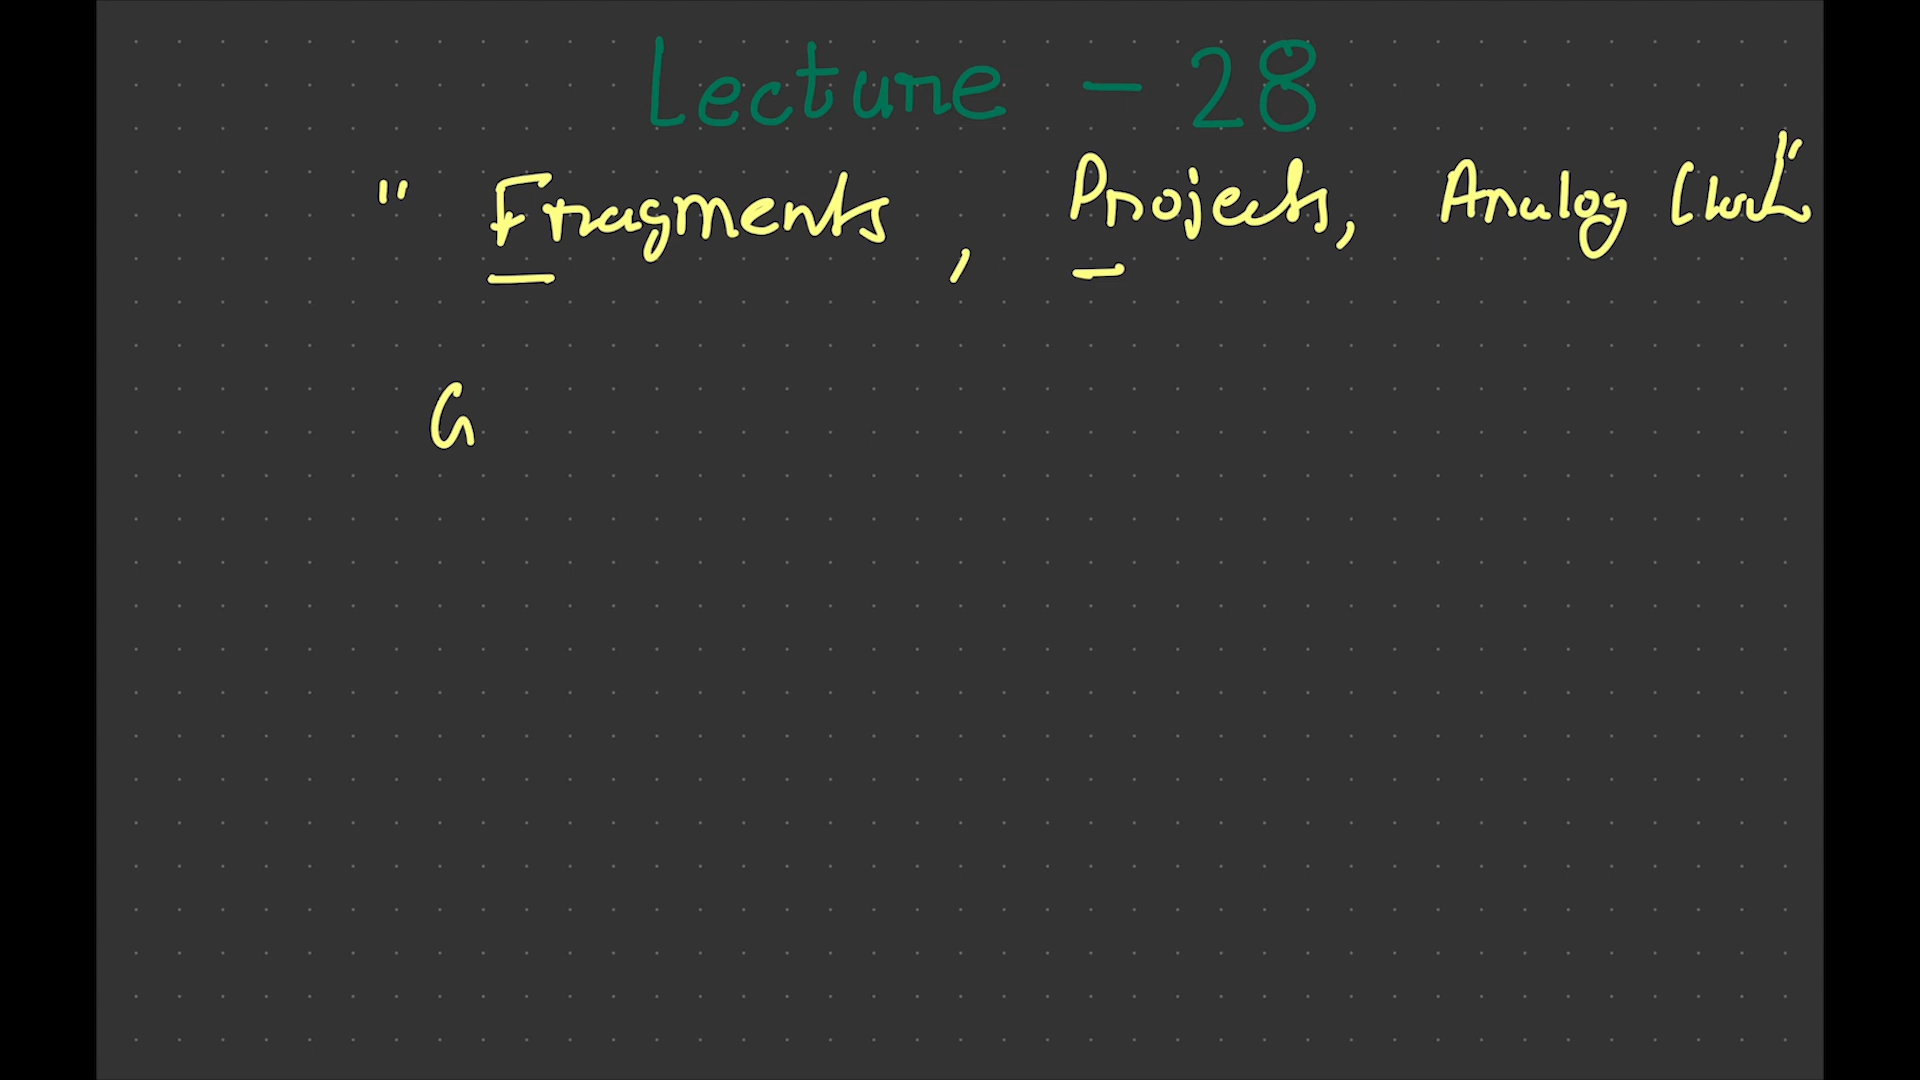 Lecture - 28
" Fragments, Projects, Analog Clock"
G